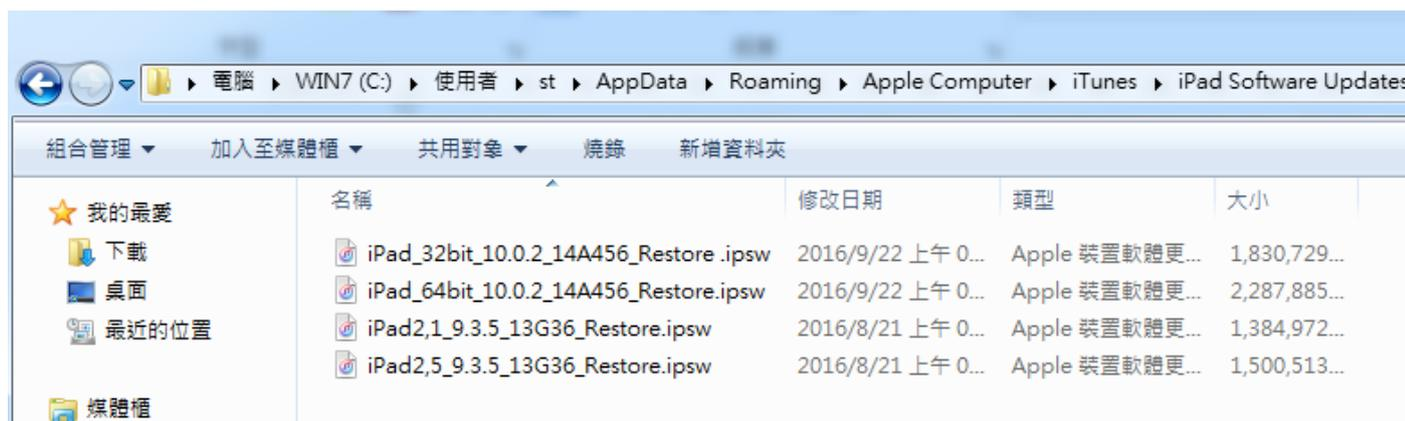 電腦 WIN7 (C:) 使用者 st AppData Roaming Apple Computer iTunes iPad Software Updates
組合管理 加入至媒體櫃 共用對象 燒錄 新增資料夾
我的最愛
下載
桌面
最近的位置
媒體櫃
名稱 修改日期 類型 大小
iPad_32bit_10.0.2_14A456_Restore .ipsw 2016/9/22 上午 0... Apple 裝置軟體更... 1,830,729...
iPad_64bit_10.0.2_14A456_Restore.ipsw 2016/9/22 上午 0... Apple 裝置軟體更... 2,287,885...
iPad2,1_9.3.5_13G36_Restore.ipsw 2016/8/21 上午 0... Apple 裝置軟體更... 1,384,972...
iPad2,5_9.3.5_13G36_Restore.ipsw 2016/8/21 上午 0... Apple 裝置軟體更... 1,500,513...